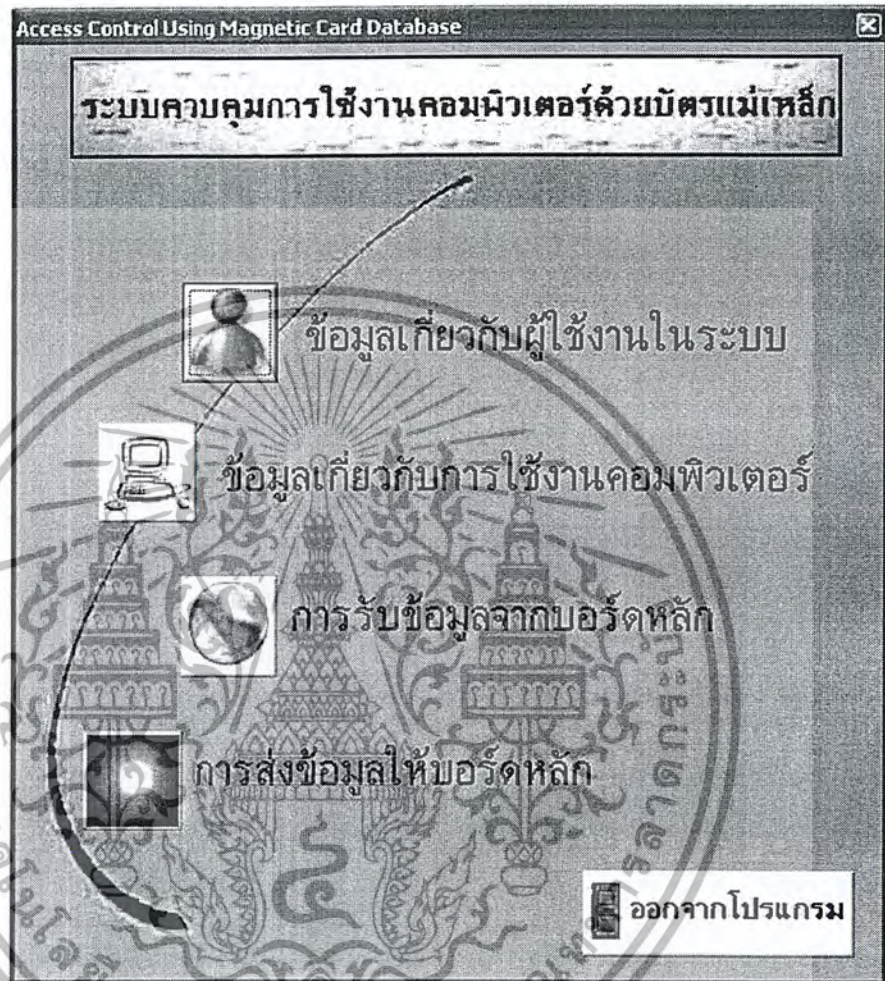 Access Control Using Magnetic Card Database
ระบบควบคุมการใช้งานคอมพิวเตอร์ด้วยบัตรแม่เหล็ก
ข้อมูลเกี่ยวกับผู้ใช้งานในระบบ
ข้อมูลเกี่ยวกับการใช้งานคอมพิวเตอร์
การรับข้อมูลจากบอร์ดหลัก
การส่งข้อมูลให้บอร์ดหลัก
ออกจากโปรแกรม